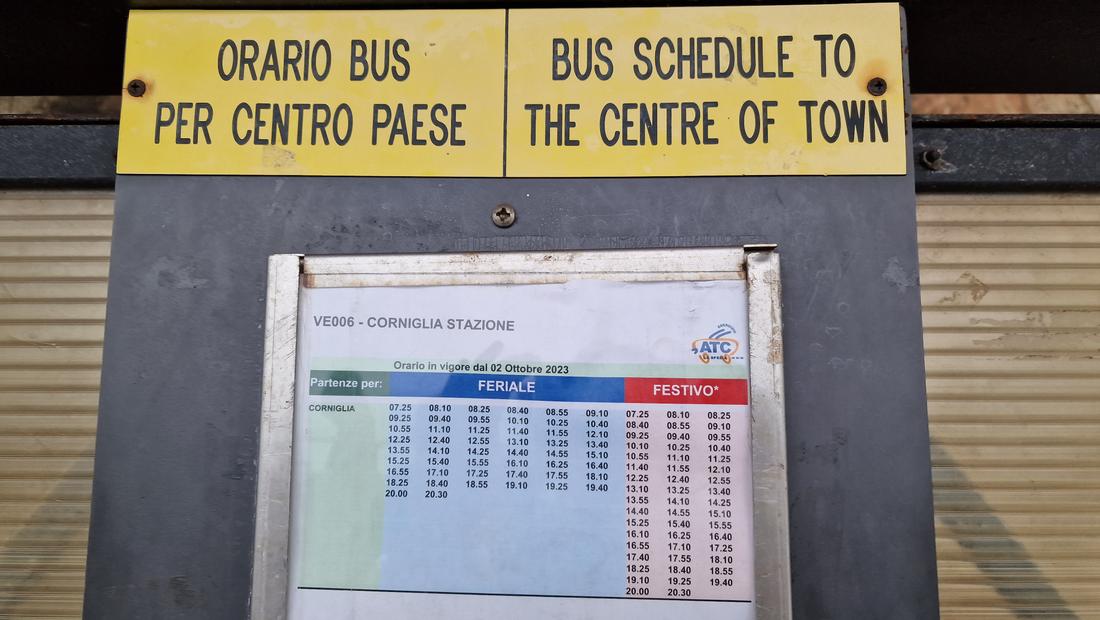 ORARIO BUS
PER CENTRO PAESE
BUS SCHEDULE TO
THE CENTRE OF TOWN
VE006 - CORNIGLIA STAZIONE
ATC
Orario in vigore dal 02 Ottobre 2023
Partenze per: FERIALE FESTIVO*
CORNIGLIA
07.25 08.10 08.25 08.40 08.55 09.10
09.25 09.40 09.55 10.10 10.25 10.40
10.55 11.10 11.25 11.40 11.55 12.10
12.25 12.40 12.55 13.10 13.25 13.40
13.55 14.10 14.25 14.40 14.55 15.10
15.25 15.40 15.55 16.10 16.25 16.40
16.55 17.10 17.25 17.40 17.55 18.10
18.25 18.40 18.55 19.10 19.25 19.40
20.00 20.30
07.25 08.10 08.25
08.40 08.55 09.10
09.25 09.40 09.55
10.10 10.25 10.40
10.55 11.10 11.25
11.40 11.55 12.10
12.25 12.40 12.55
13.10 13.25 13.40
13.55 14.10 14.25
14.40 14.55 15.10
15.25 15.40 15.55
16.10 16.25 16.40
16.55 17.10 17.25
17.40 17.55 18.10
18.25 18.40 18.55
19.10 19.25 19.40
20.00 20.30